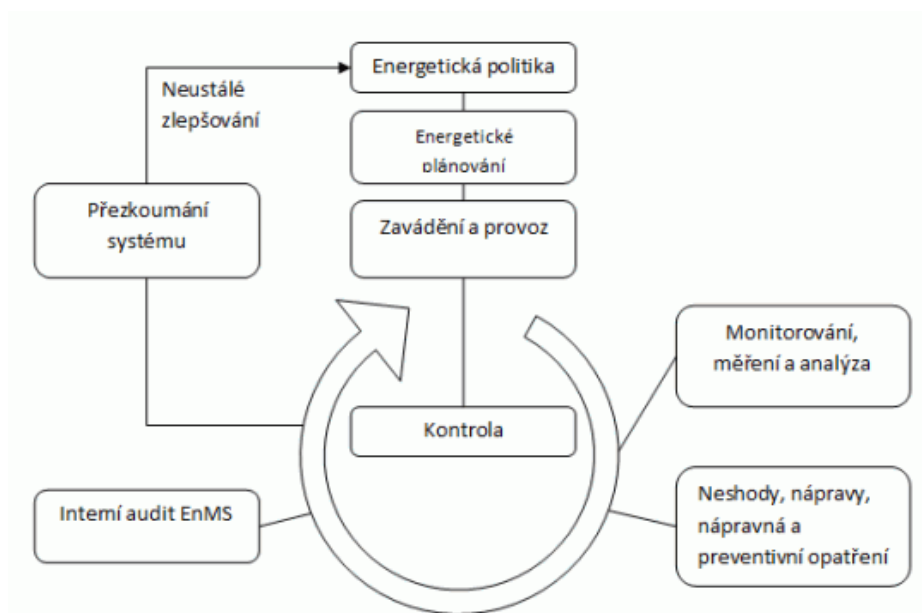 Energetická politika
Neustálé
zlepšování
Energetické
plánování
Přezkoumání
systému
Zavádění a provoz
Monitorování,
měření a analýza
Kontrola
Interní audit EnMS
Neshody, nápravy,
nápravná a
preventivní opatření